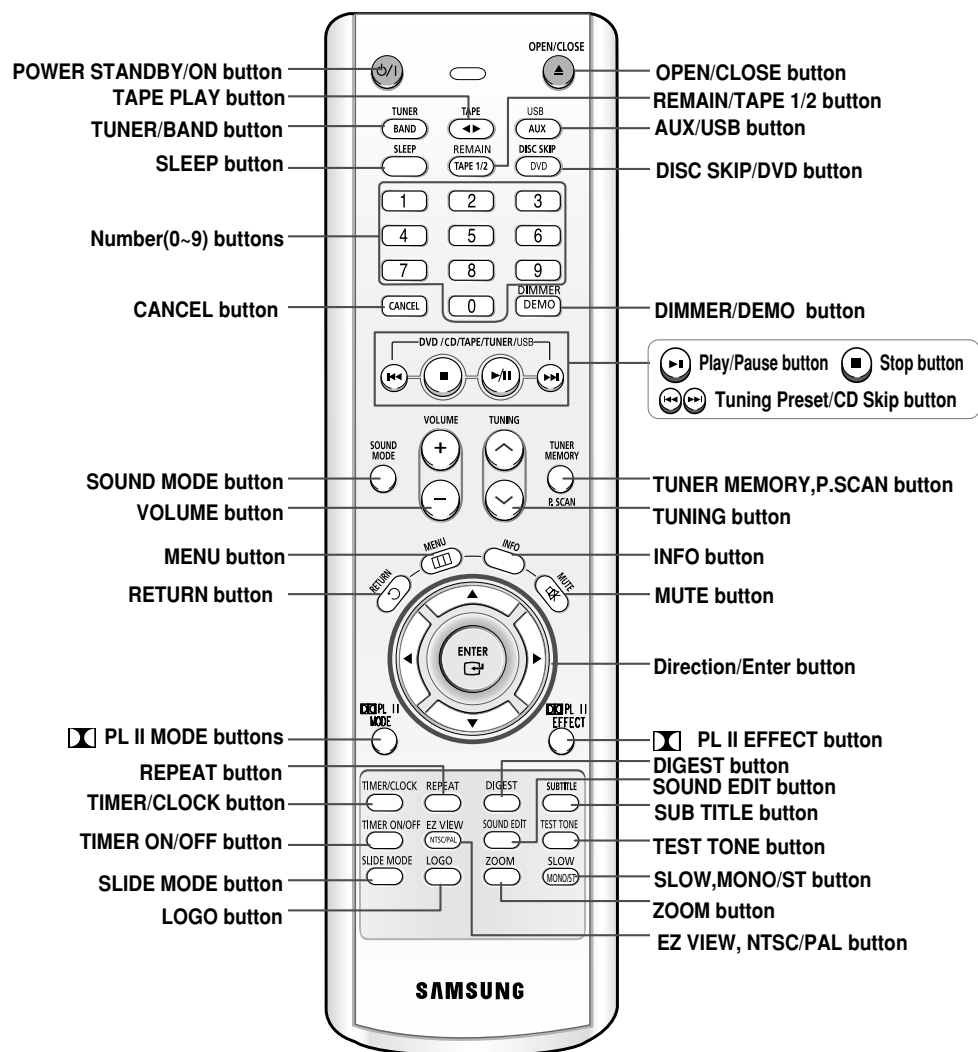 OPEN/CLOSE
POWER STANDBY/ON button
OPEN/CLOSE button
TAPE PLAY button
REMAIN/TAPE 1/2 button
TUNER
TAPE
USB
TUNER/BAND button
BAND
AUX
AUX/USB button
SLEEP
REMAIN
DISC SKIP
SLEEP button
TAPE 1/2
DVD
DISC SKIP/DVD button
1
2
3
Number(0~9) buttons
4
5
6
7
8
9
DIMMER
CANCEL button
CANCEL
0
DEMO
DIMMER/DEMO button
DVD/CD/TAPE/TUNER/USB
Play/Pause button
Stop button
Tuning Preset/CD Skip button
VOLUME
TUNING
SOUND
MODE
TUNER
MEMORY
+
SOUND MODE button
−
P.SCAN
TUNER MEMORY,P.SCAN button
VOLUME button
TUNING button
MENU button
MENU
INFO
INFO button
RETURN button
RETURN
MUTE
MUTE button
ENTER
Direction/Enter button
PL II
MODE
PL II
EFFECT
PL II MODE buttons
PL II EFFECT button
REPEAT button
DIGEST button
SOUND EDIT button
TIMER/CLOCK button
TIMER/CLOCK
REPEAT
DIGEST
SUBTITLE
SUB TITLE button
TIMER ON/OFF button
TIMER ON/OFF
EZ VIEW
NTSC/PAL
SOUND EDIT
TEST TONE
TEST TONE button
SLIDE MODE button
SLIDE MODE
LOGO
ZOOM
SLOW
MONO/ST
SLOW,MONO/ST button
LOGO button
ZOOM button
EZ VIEW, NTSC/PAL button
SAMSUNG